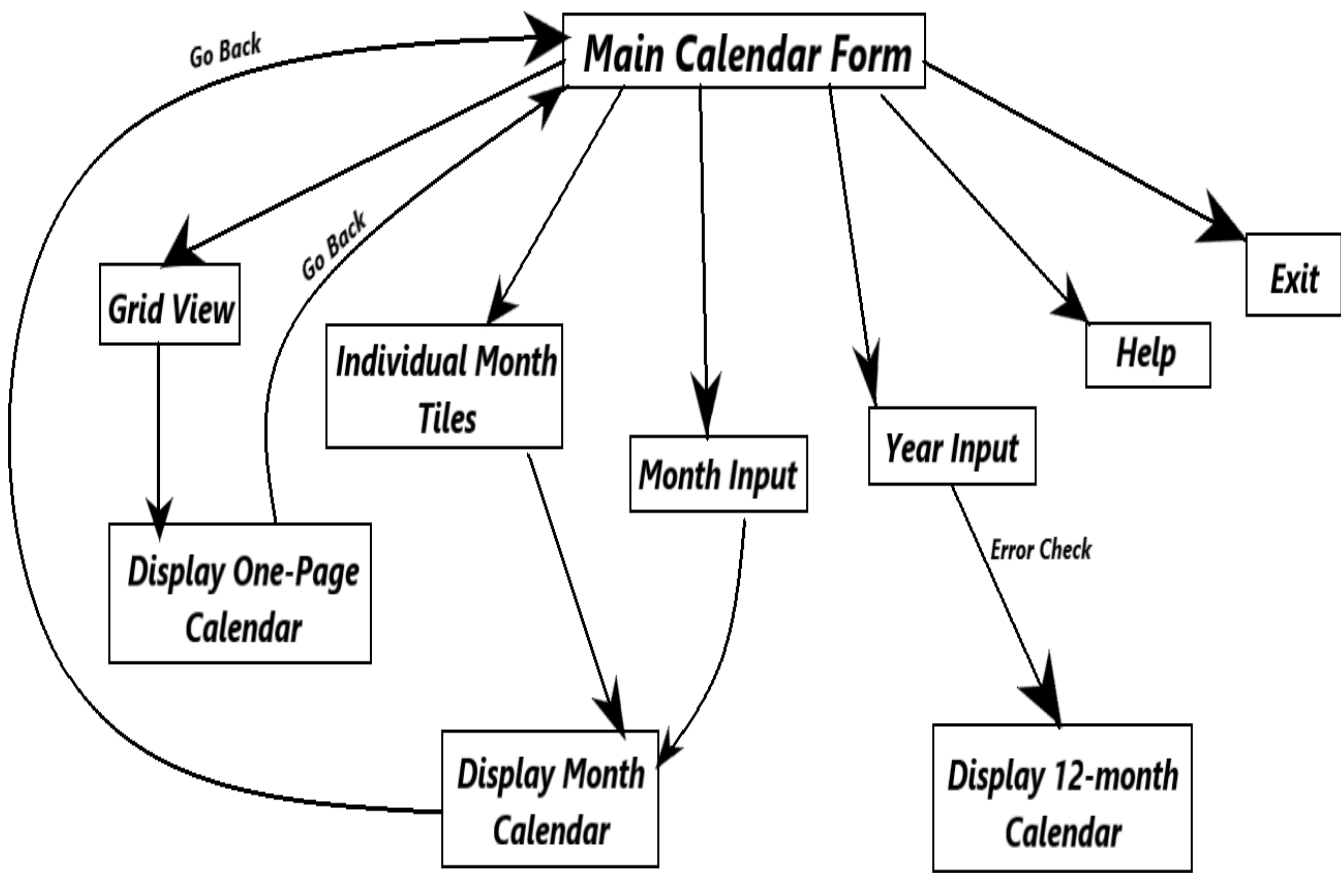 Go Back
Main Calendar Form
Go Back
Grid View
Individual Month
Tiles
Month Input
Year Input
Help
Exit
Display One-Page
Calendar
Error Check
Display Month
Calendar
Display 12-month
Calendar